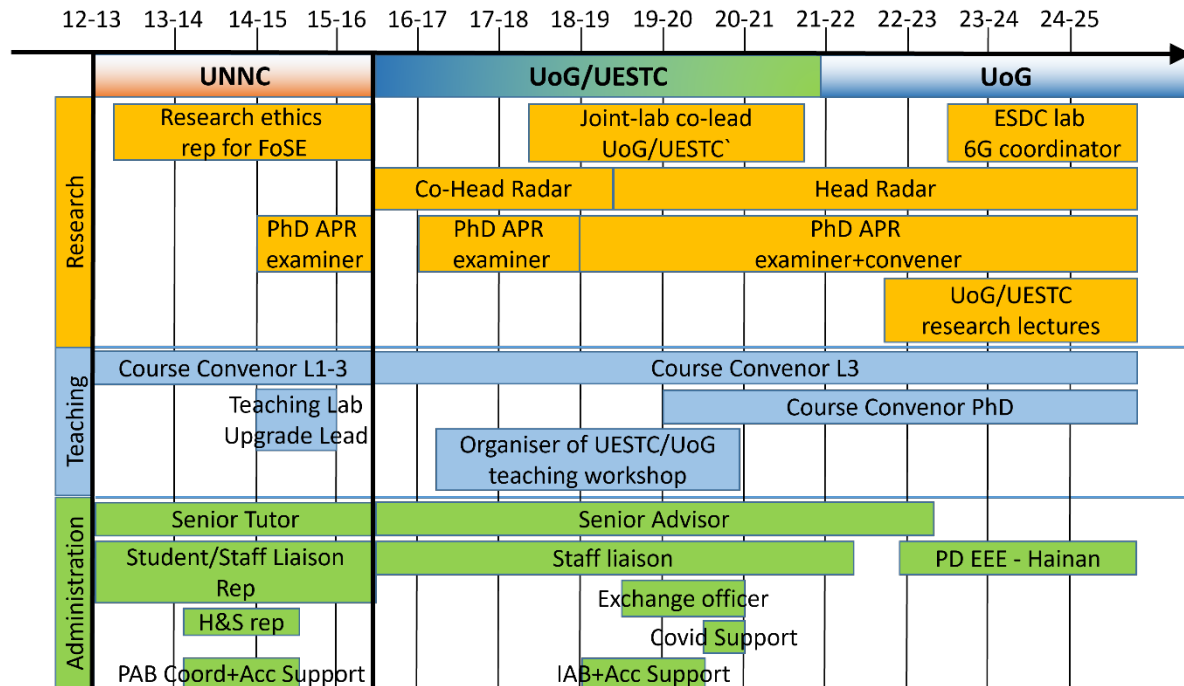 12-13 13-14 14-15 15-16 16-17 17-18 18-19 19-20 20-21 21-22 22-23 23-24 24-25
UNNC UoG/UESTC UoG
Research
Research ethics
rep for FoSE
Joint-lab co-lead
UoG/UESTC`
ESDC lab
6G coordinator
Co-Head Radar
Head Radar
PhD APR
examiner
PhD APR
examiner
PhD APR
examiner+convener
UoG/UESTC
research lectures
Teaching
Course Convenor L1-3
Course Convenor L3
Teaching Lab
Upgrade Lead
Course Convenor PhD
Organiser of UESTC/UoG
teaching workshop
Administration
Senior Tutor
Senior Advisor
Student/Staff Liaison
Rep
Staff liaison
PD EEE - Hainan
Exchange officer
H&S rep
Covid Support
PAB Coord+Acc Support
IAB+Acc Support